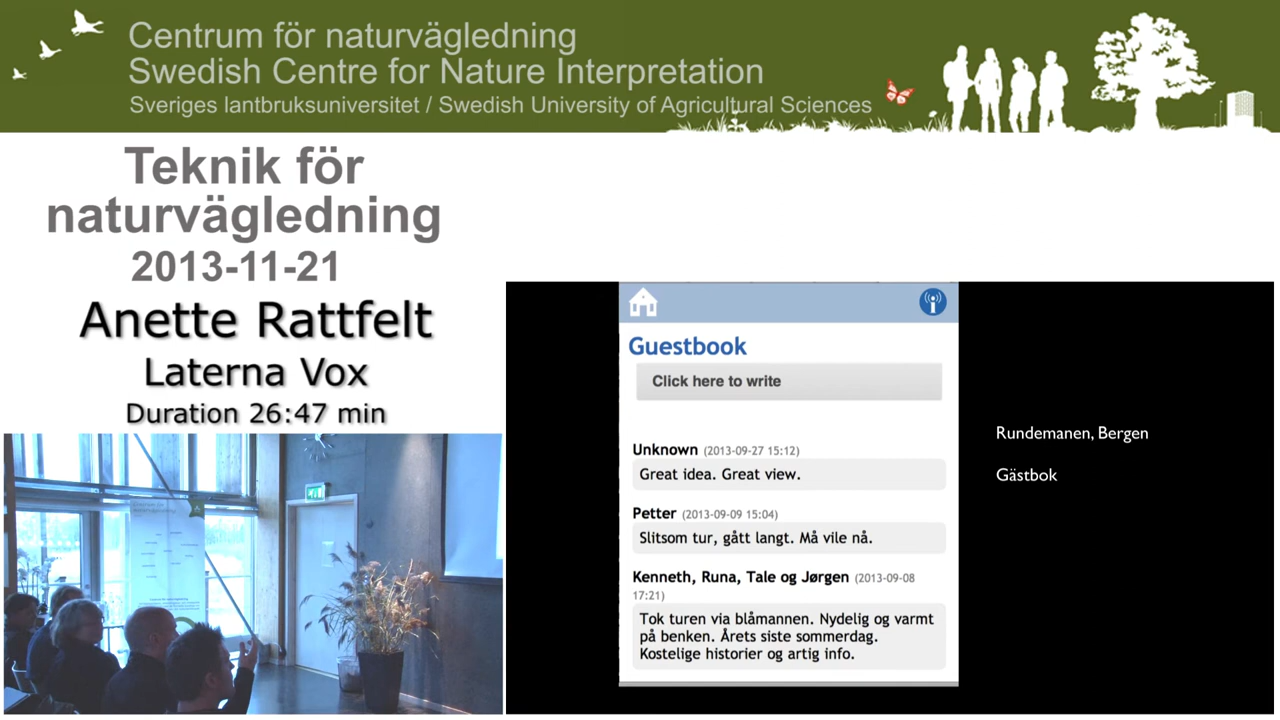 Centrum för naturvägledning
Swedish Centre for Nature Interpretation
Sveriges lantbruksuniversitet / Swedish University of Agricultural Sciences
Teknik för
naturvägledning
2013-11-21
Anette Rattfelt
Laterna Vox
Duration 26:47 min
Centrum för
naturvägledning
Guestbook
Click here to write
Unknown (2013-09-27 15:12)
Great idea. Great view.
Petter (2013-09-09 15:04)
Slitsom tur, gått langt. Må vile nå.
Kenneth, Runa, Tale og Jørgen (2013-09-08
17:21)
Tok turen via blåmannen. Nydelig og varmt
på benken. Årets siste sommerdag.
Kostelige historier og artig info.
Rundemanen, Bergen
Gästbok